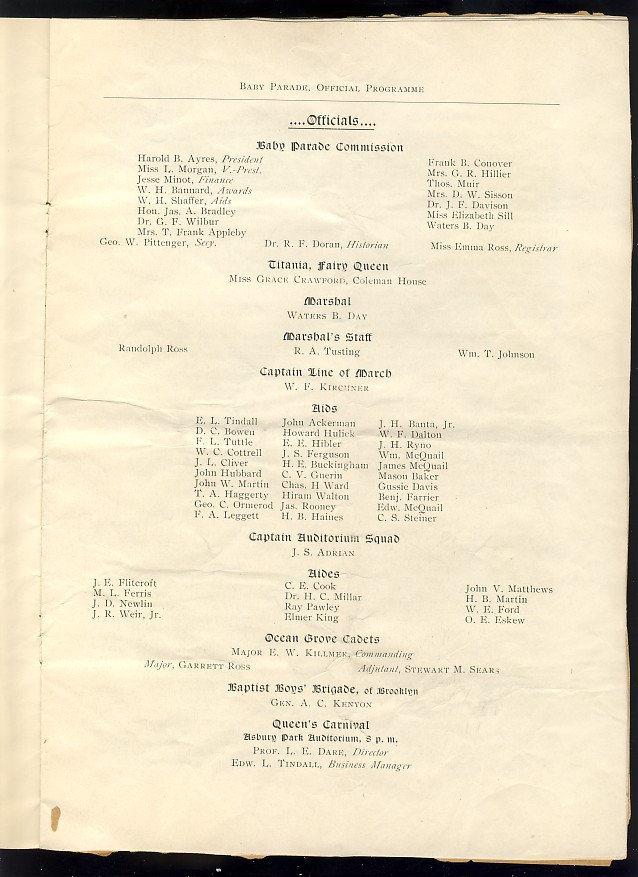 Baby Parade, Official Programme
....Officials....
Baby Parade Commission
Harold B. Ayres, President
Miss L. Morgan, V.-Prest.
Jesse Minot, Finance
W. H. Bannard, Awards
W. H. Shaffer, Aids
Hon. Jas. A. Bradley
Dr. G. F. Wilbur
Mrs. T. Frank Appleby
Frank B. Conover
Mrs. G. R. Hillier
Thos. Muir
Mrs. D. W. Sisson
Dr. J. F. Davison
Miss Elizabeth Sill
Waters B. Day
Geo. W. Pittenger, Secy. Dr. R. F. Doran, Historian Miss Emma Ross, Registrar
Titania, Fairy Queen
Miss Grace Crawford, Coleman House
Marshal
Waters B. Day
Marshal's Staff
Randolph Ross R. A. Tusting Wm. T. Johnson
Captain Line of March
W. F. Kirchner
Aids
E. L. Tindall
D. C. Bowen
F. L. Tuttle
W. C. Cottrell
J. L. Cliver
John Hubbard
John W. Martin
T. A. Haggerty
Geo. C. Ormerod
F. A. Leggett
John Ackerman
Howard Hulick
E. E. Hibler
J. S. Ferguson
H. E. Buckingham
C. V. Guerin
Chas. H Ward
Hiram Walton
Jas. Rooney
H. B. Haines
J. H. Banta, Jr.
W. F. Dalton
J. H. Ryno
Wm. McQuail
James McQuail
Mason Baker
Gussie Davis
Benj. Farrier
Edw. McQuail
C. S. Steiner
Captain Auditorium Squad
J. S. Adrian
Aides
J. E. Flitcroft
M. L. Ferris
J. D. Newlin
J. R. Weir, Jr.
C. E. Cook
Dr. H. C. Millar
Ray Pawley
Elmer King
John V. Matthews
H. B. Martin
W. E. Ford
O. E. Eskew
Ocean Grove Cadets
Major E. W. Killmer, Commanding
Major, Garrett Ross Adjutant, Stewart M. Sears
Baptist Boys' Brigade, of Brooklyn
Gen. A. C. Kenyon
Queen's Carnival
Asbury Park Auditorium, 8 p. m.
Prof. L. E. Dare, Director
Edw. L. Tindall, Business Manager